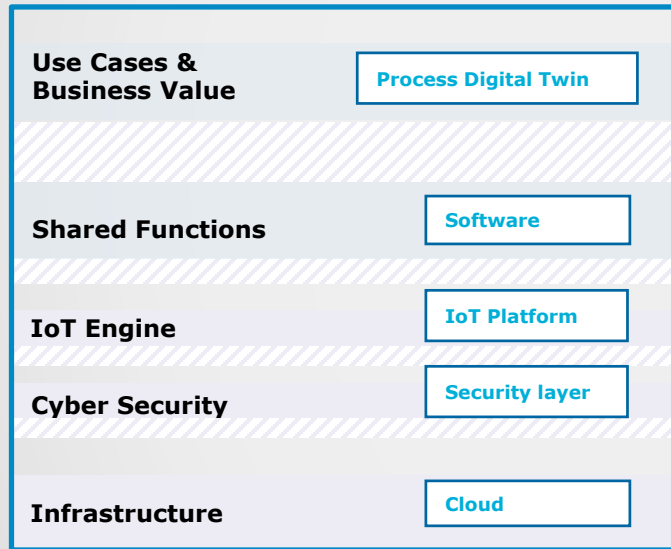 Use Cases &
Business Value
Process Digital Twin
Shared Functions
Software
IoT Engine
IoT Platform
Cyber Security
Security layer
Infrastructure
Cloud